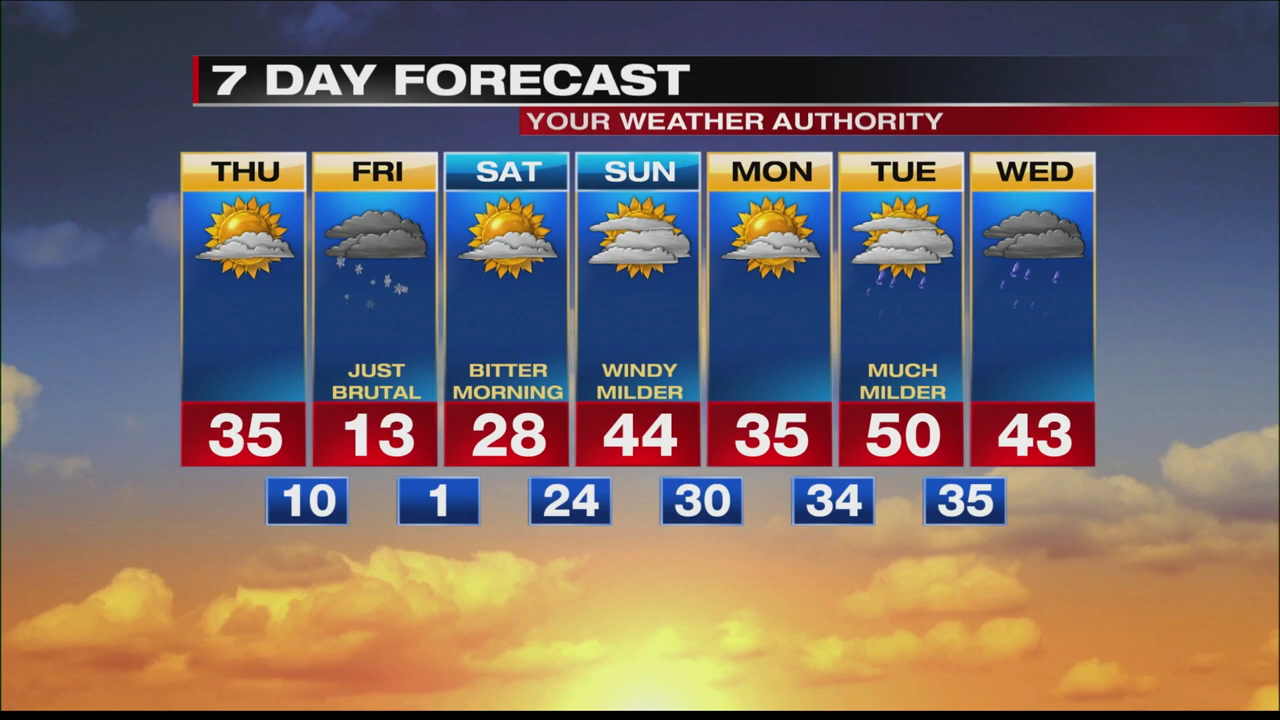 7 DAY FORECAST
YOUR WEATHER AUTHORITY
THU FRI SAT SUN MON TUE WED
JUST BRUTAL
BITTER MORNING
WINDY MILDER
MUCH MILDER
35 13 28 44 35 50 43
10 1 24 30 34 35